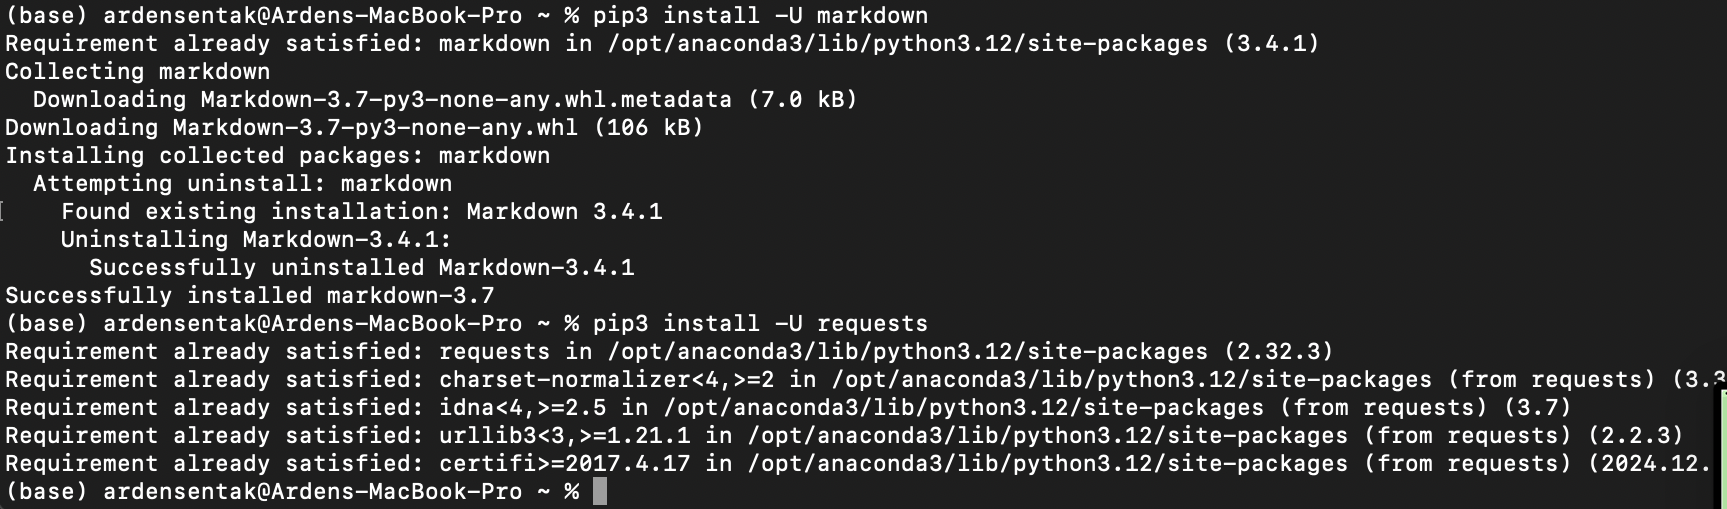 (base) ardensentak@Ardens-MacBook-Pro ~ % pip3 install -U markdown
Requirement already satisfied: markdown in /opt/anaconda3/lib/python3.12/site-packages (3.4.1)
Collecting markdown
  Downloading Markdown-3.7-py3-none-any.whl.metadata (7.0 kB)
Downloading Markdown-3.7-py3-none-any.whl (106 kB)
Installing collected packages: markdown
  Attempting uninstall: markdown
    Found existing installation: Markdown 3.4.1
    Uninstalling Markdown-3.4.1:
      Successfully uninstalled Markdown-3.4.1
Successfully installed markdown-3.7
(base) ardensentak@Ardens-MacBook-Pro ~ % pip3 install -U requests
Requirement already satisfied: requests in /opt/anaconda3/lib/python3.12/site-packages (2.32.3)
Requirement already satisfied: charset-normalizer<4,>=2 in /opt/anaconda3/lib/python3.12/site-packages (from requests) (3.3
Requirement already satisfied: idna<4,>=2.5 in /opt/anaconda3/lib/python3.12/site-packages (from requests) (3.7)
Requirement already satisfied: urllib3<3,>=1.21.1 in /opt/anaconda3/lib/python3.12/site-packages (from requests) (2.2.3)
Requirement already satisfied: certifi>=2017.4.17 in /opt/anaconda3/lib/python3.12/site-packages (from requests) (2024.12.
(base) ardensentak@Ardens-MacBook-Pro ~ %